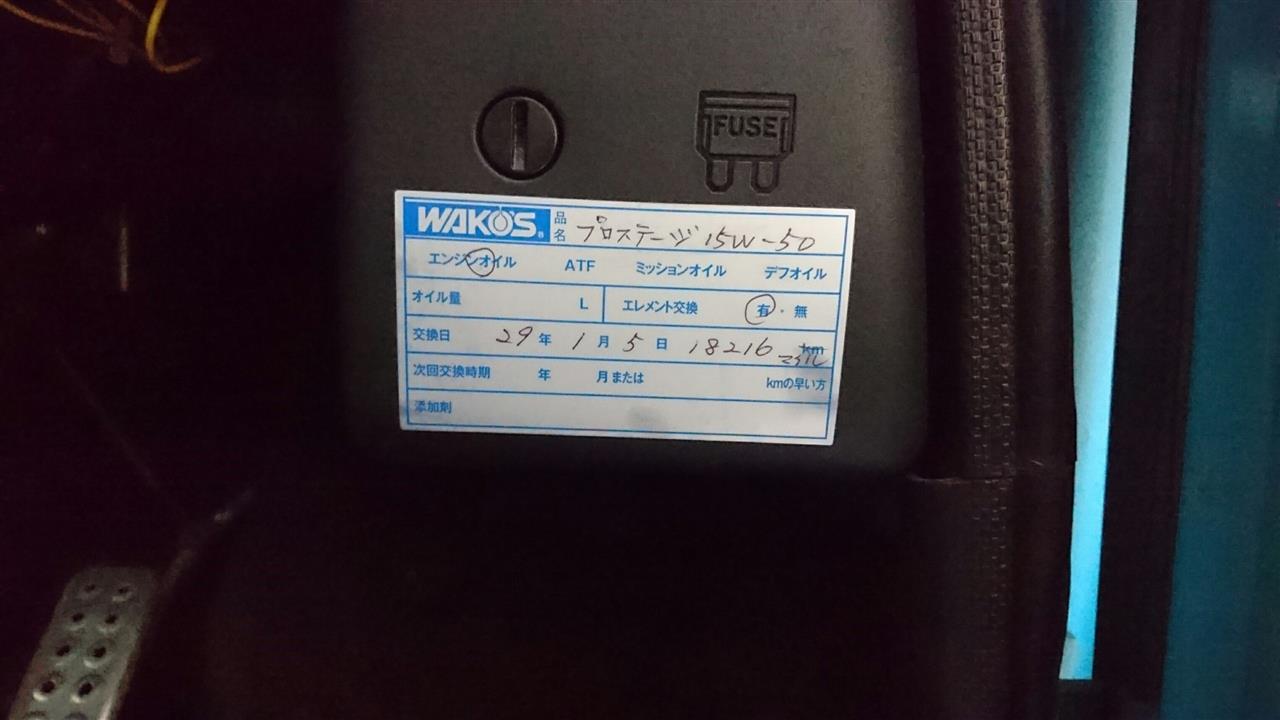 FUSE
WAKO'S® 品名 プロステージ 15W-50
エンジンオイル ATF ミッションオイル デフオイル
オイル量 L エレメント交換 有・無
交換日 29年 1月 5日 18216 km マイル
次回交換時期 年 月または kmの早い方
添加剤